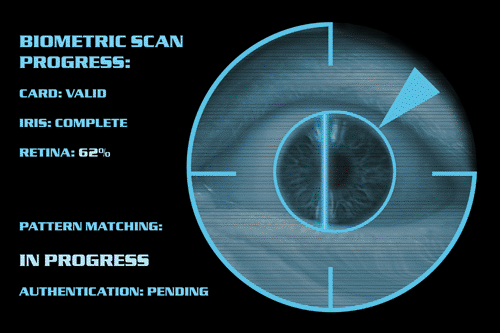 BIOMETRIC SCAN
PROGRESS:
CARD: VALID
IRIS: COMPLETE
RETINA: 62%
PATTERN MATCHING:
IN PROGRESS
AUTHENTICATION: PENDING